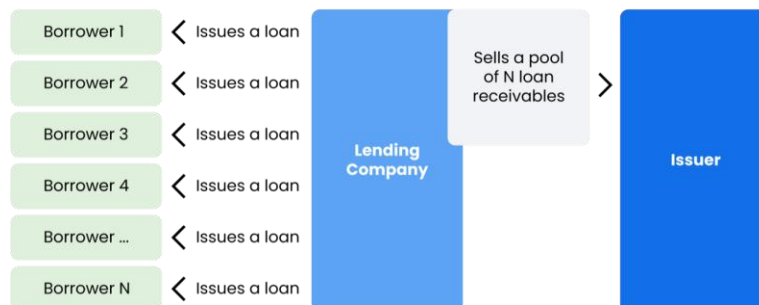 Borrower 1
Issues a loan
Borrower 2
Issues a loan
Borrower 3
Issues a loan
Borrower 4
Issues a loan
Borrower ...
Issues a loan
Borrower N
Issues a loan
Lending
Company
Sells a pool
of N loan
receivables
Issuer